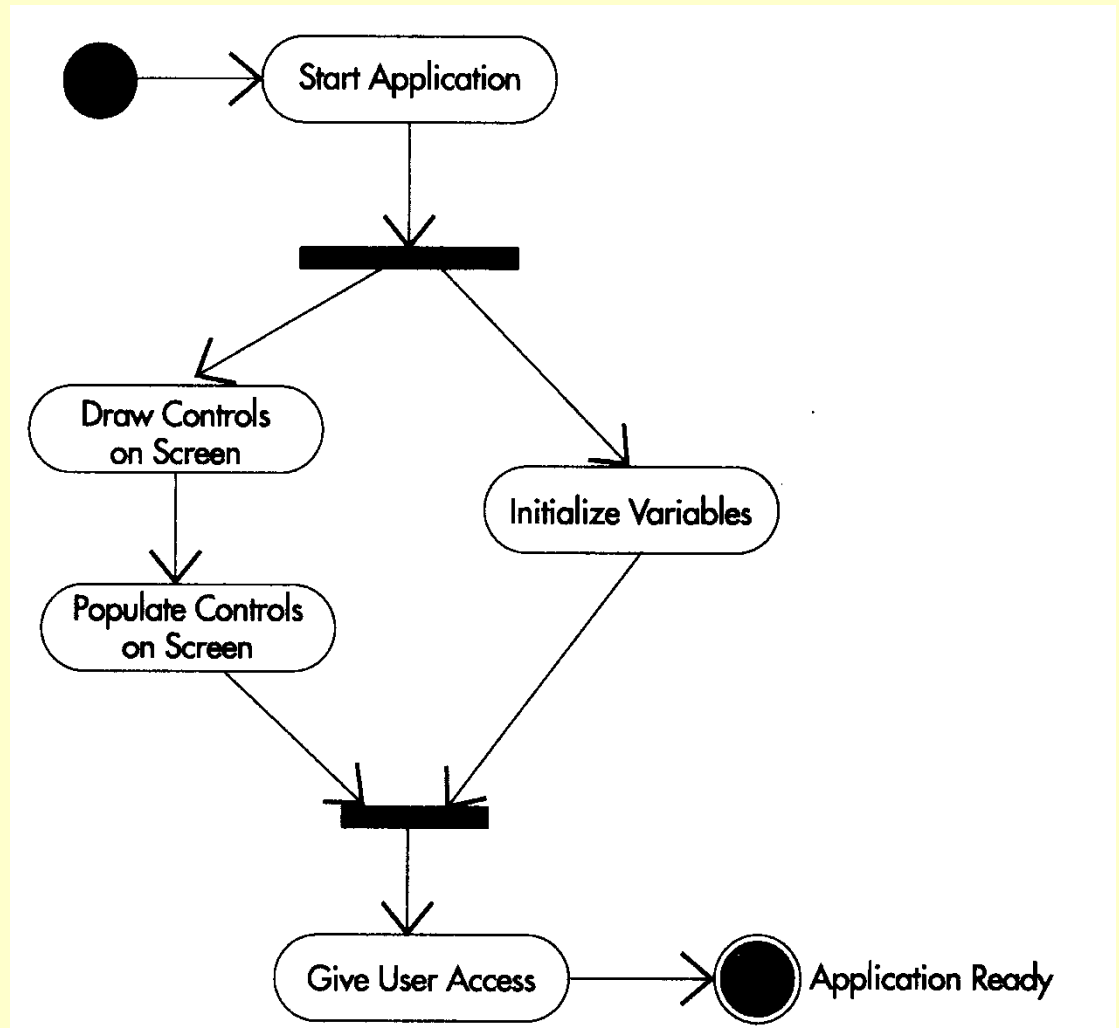 Start Application
Draw Controls
on Screen
Initialize Variables
Populate Controls
on Screen
Give User Access
Application Ready